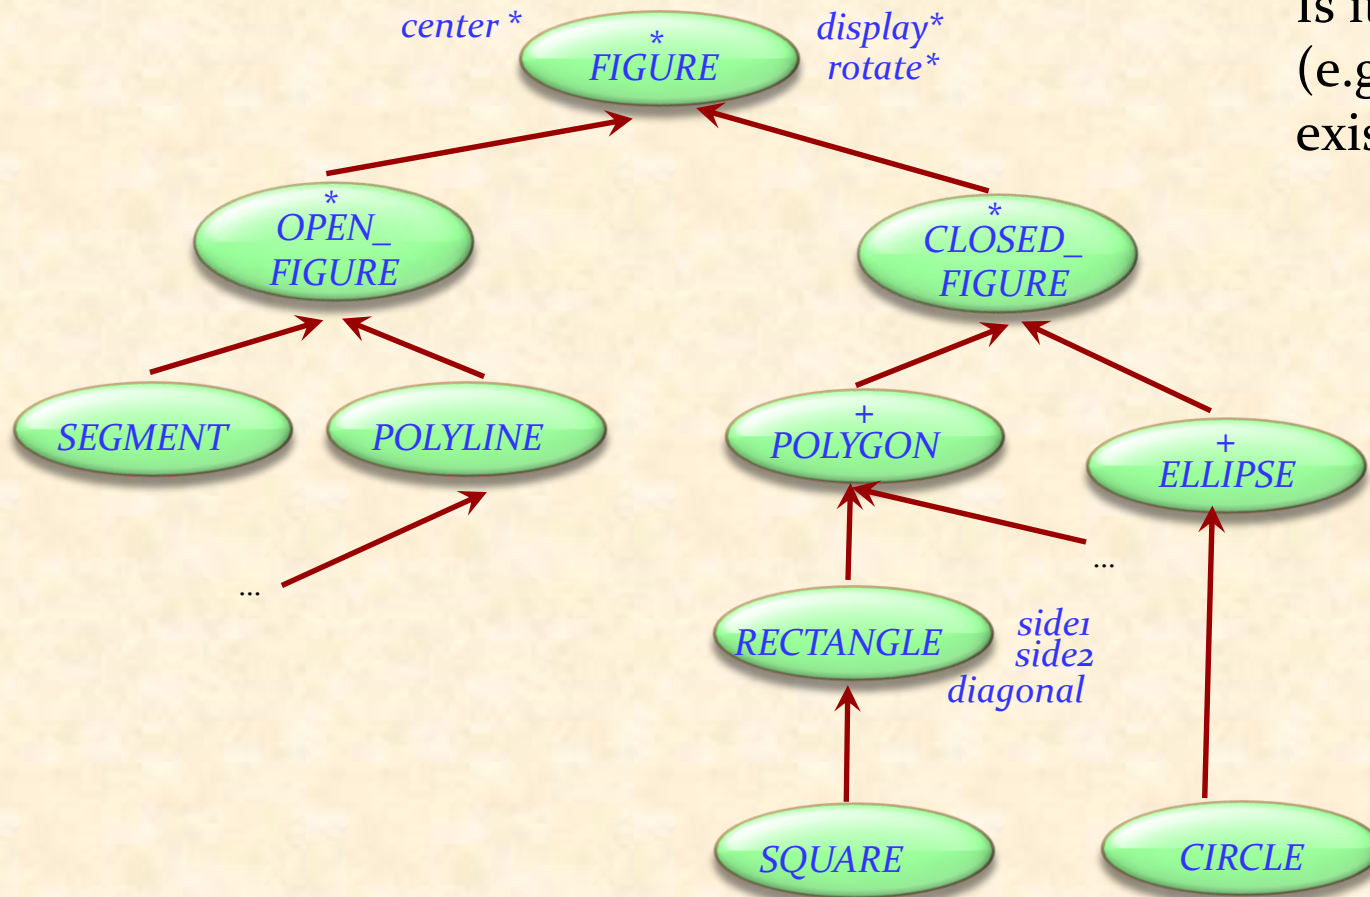 center *
*
FIGURE
display*
rotate*
(e.g
*
OPEN_
FIGURE
*
CLOSED_
FIGURE
SEGMENT
POLYLINE
+
POLYGON
+
ELLIPSE
...
...
RECTANGLE
side1
side2
diagonal
SQUARE
CIRCLE